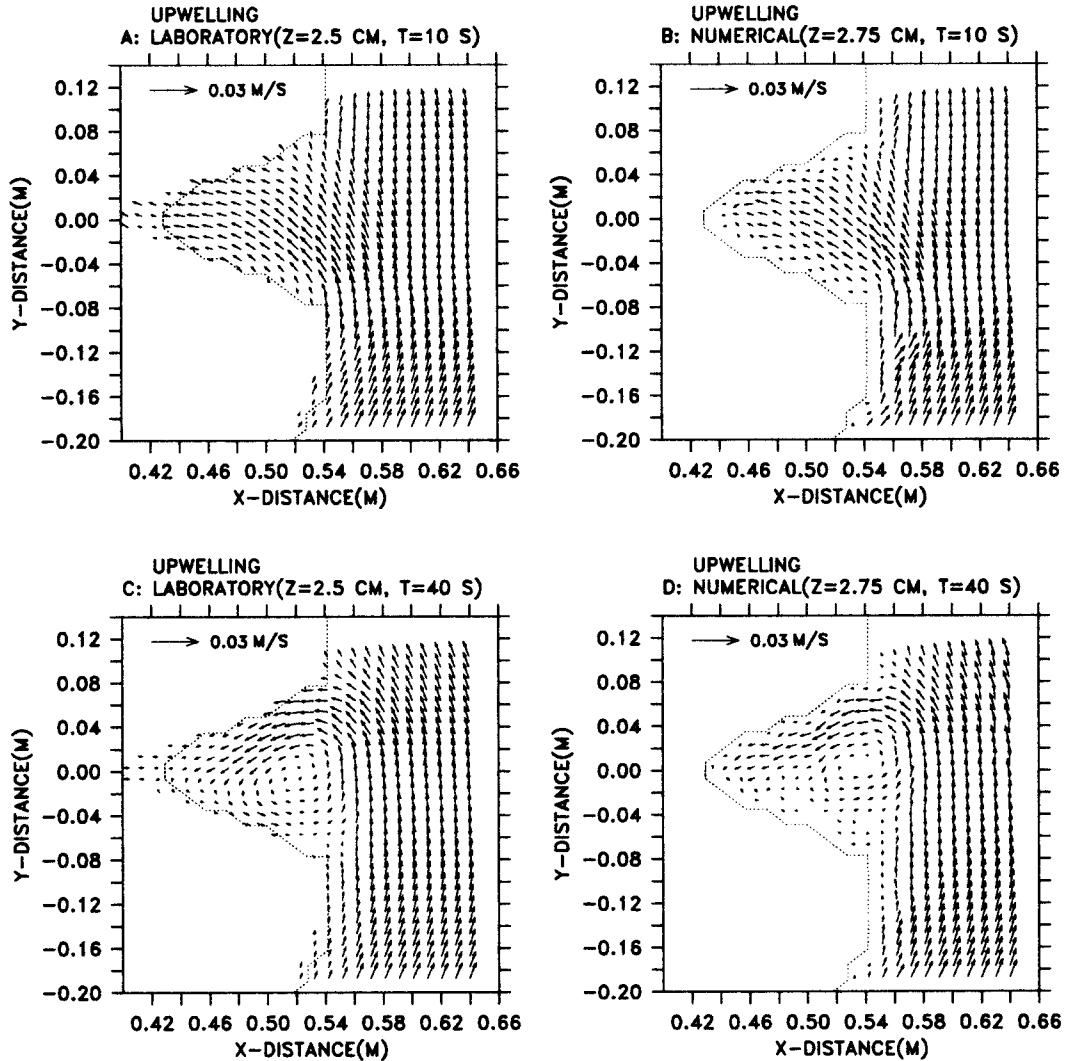 UPWELLING
A: LABORATORY(Z=2.5 CM, T=10 S)
0.03 M/S
0.12
0.08
0.04
0.00
−0.04
−0.08
−0.12
−0.16
−0.20
Y−DISTANCE(M)
0.42 0.46 0.50 0.54 0.58 0.62 0.66
X−DISTANCE(M)
UPWELLING
B: NUMERICAL(Z=2.75 CM, T=10 S)
0.03 M/S
0.12
0.08
0.04
0.00
−0.04
−0.08
−0.12
−0.16
−0.20
Y−DISTANCE(M)
0.42 0.46 0.50 0.54 0.58 0.62 0.66
X−DISTANCE(M)
UPWELLING
C: LABORATORY(Z=2.5 CM, T=40 S)
0.03 M/S
0.12
0.08
0.04
0.00
−0.04
−0.08
−0.12
−0.16
−0.20
Y−DISTANCE(M)
0.42 0.46 0.50 0.54 0.58 0.62 0.66
X−DISTANCE(M)
UPWELLING
D: NUMERICAL(Z=2.75 CM, T=40 S)
0.03 M/S
0.12
0.08
0.04
0.00
−0.04
−0.08
−0.12
−0.16
−0.20
Y−DISTANCE(M)
0.42 0.46 0.50 0.54 0.58 0.62 0.66
X−DISTANCE(M)